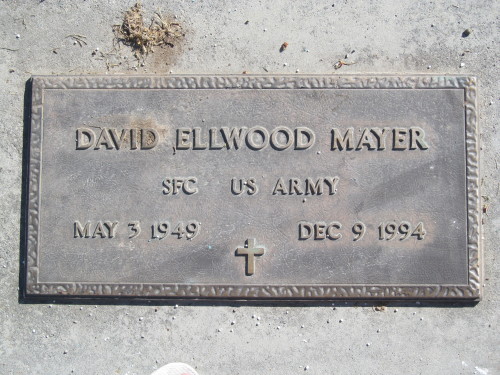 DAVID ELLWOOD MAYER
SFC US ARMY
MAY 3 1949 DEC 9 1994